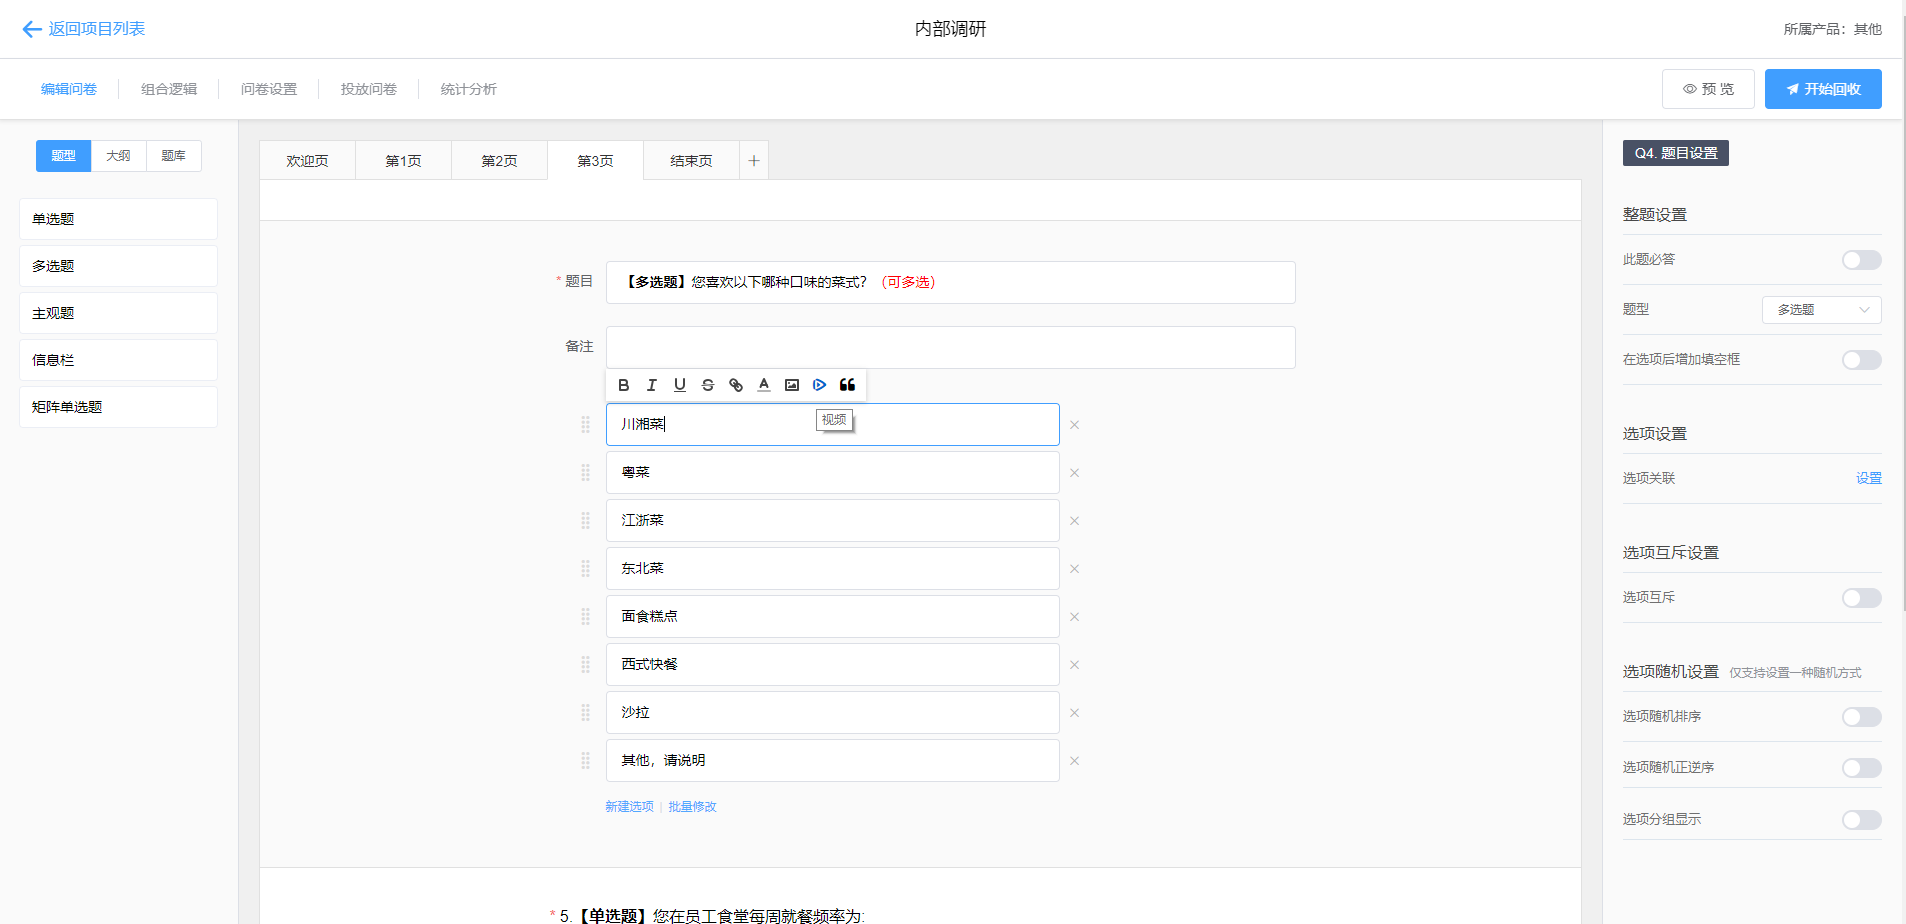 返回项目列表
内部调研
所属产品：其他
编辑问卷
组合逻辑
问卷设置
投放问卷
统计分析
预 览
开始回收
题型
大纲
题库
单选题
多选题
主观题
信息栏
矩阵单选题
欢迎页
第1页
第2页
第3页
结束页
* 题目
【多选题】您喜欢以下哪种口味的菜式？（可多选）
备注
B I U S A
川湘菜
视频
粤菜
江浙菜
东北菜
面食糕点
西式快餐
沙拉
其他，请说明
新建选项 | 批量修改
* 5.【单选题】您在员工食堂每周就餐频率为:
Q4. 题目设置
整题设置
此题必答
题型
多选题
在选项后增加填空框
选项设置
选项关联
设置
选项互斥设置
选项互斥
选项随机设置 仅支持设置一种随机方式
选项随机排序
选项随机正逆序
选项分组显示